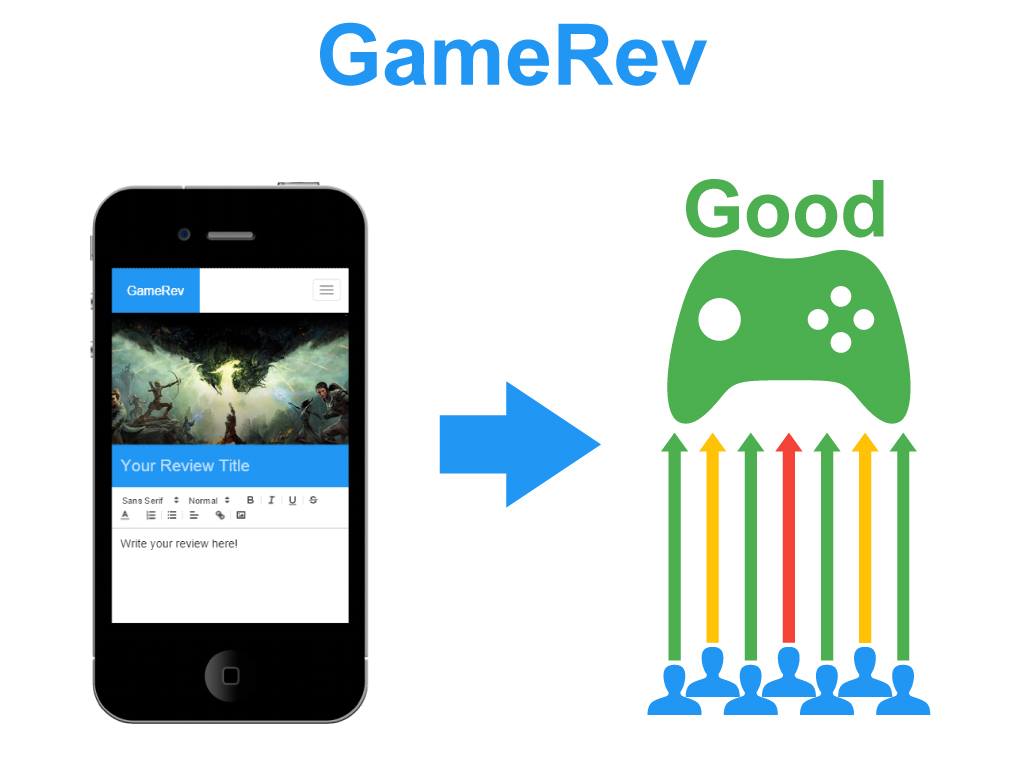 GameRev
GameRev
Your Review Title
Sans Serif Normal B I U S
A
Write your review here!
Good